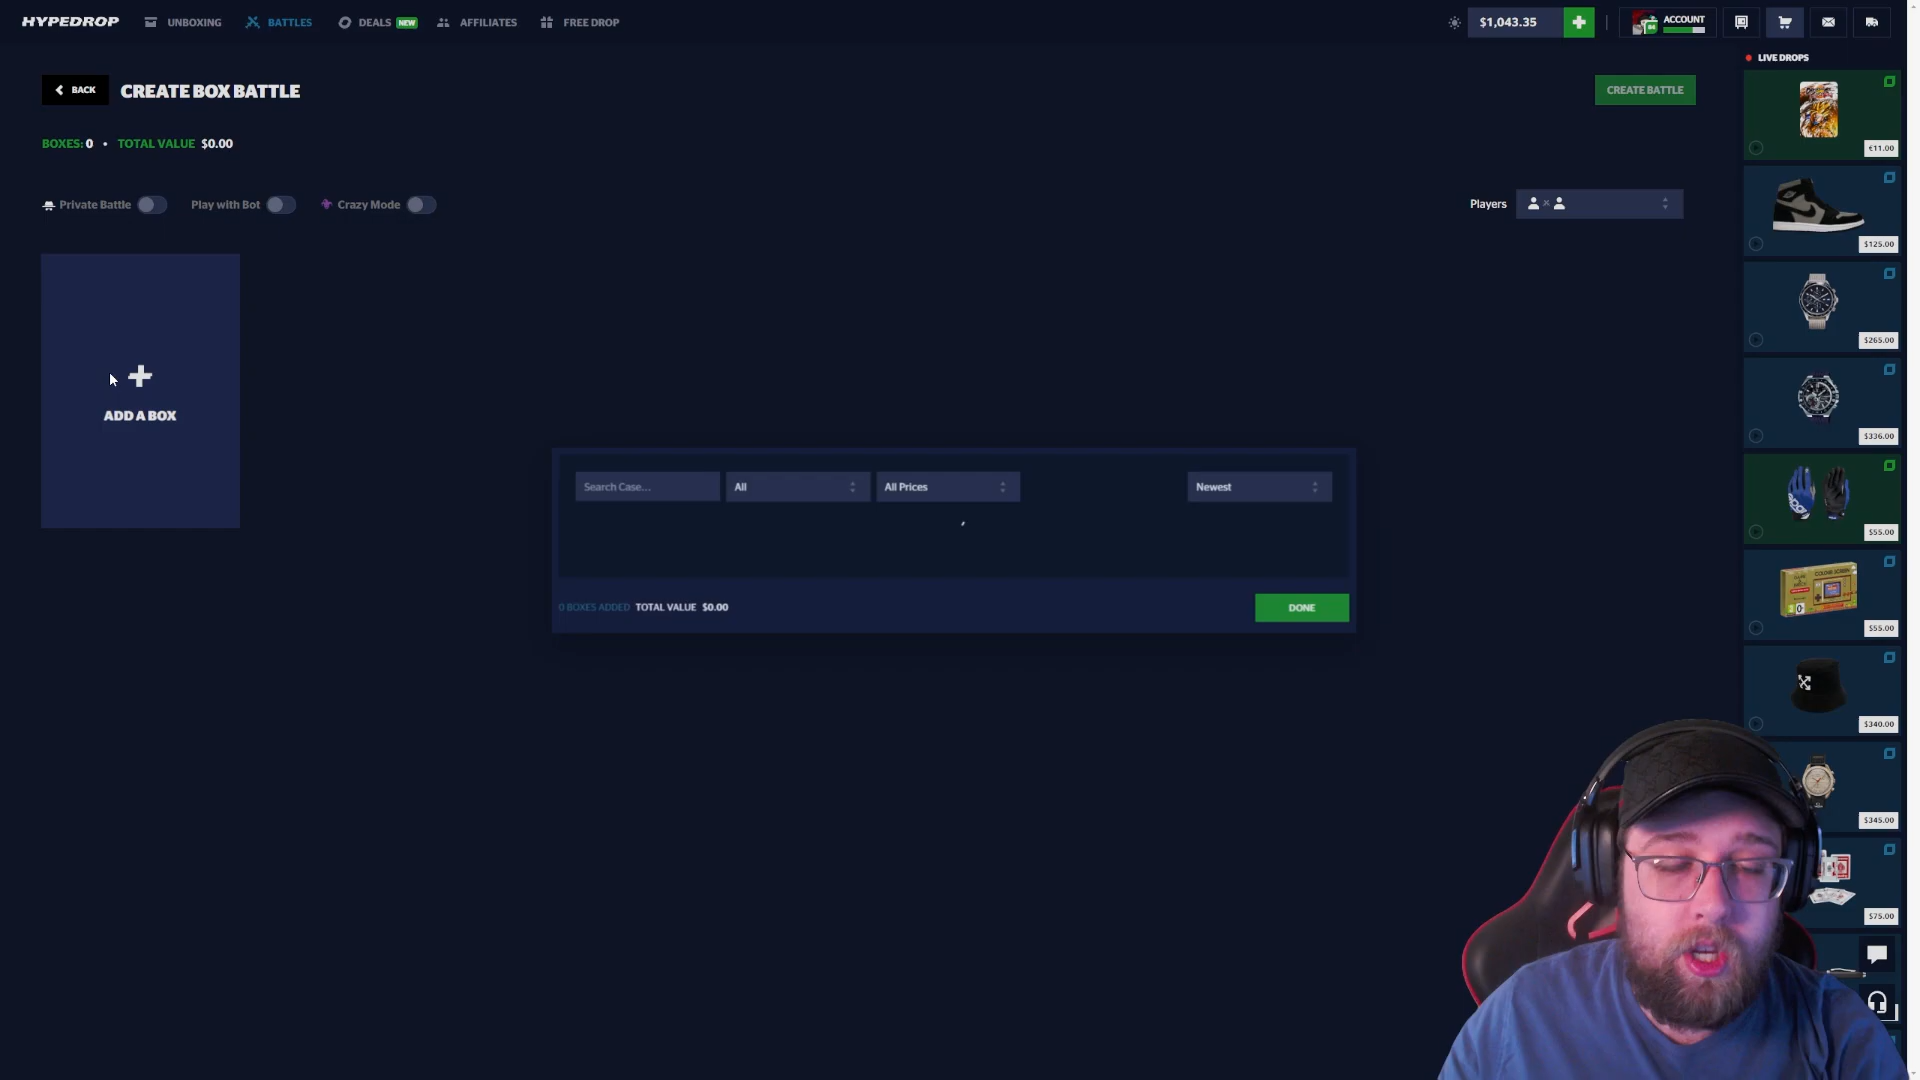 HYPEDROP
UNBOXING
BATTLES
DEALS NEW
AFFILIATES
FREE DROP
$1,043.35
ACCOUNT
BACK
CREATE BOX BATTLE
CREATE BATTLE
BOXES: 0 • TOTAL VALUE $0.00
Private Battle
Play with Bot
Crazy Mode
Players
ADD A BOX
Search Case...
All
All Prices
Newest
0 BOXES ADDED TOTAL VALUE $0.00
DONE
LIVE DROPS
€11.00
$125.00
$265.00
$336.00
$55.00
$55.00
$340.00
$345.00
$75.00